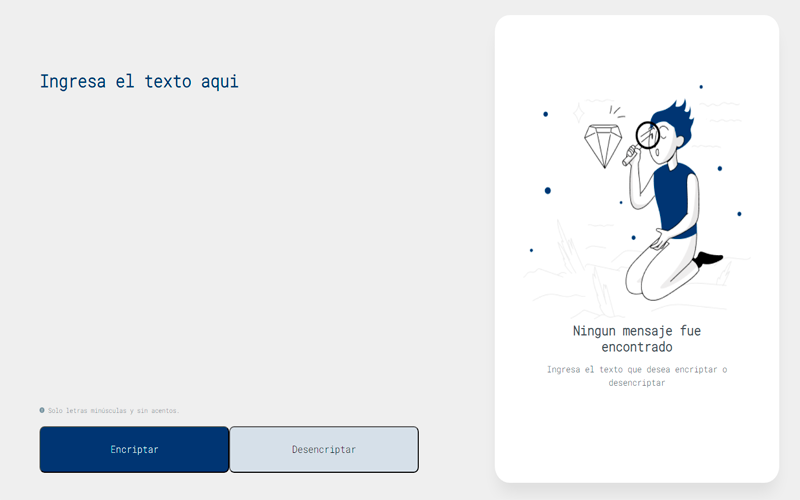 Ingresa el texto aqui
Solo letras minúsculas y sin acentos.
Encriptar
Desencriptar
Ningun mensaje fue
encontrado
Ingresa el texto que desea encriptar o
desencriptar